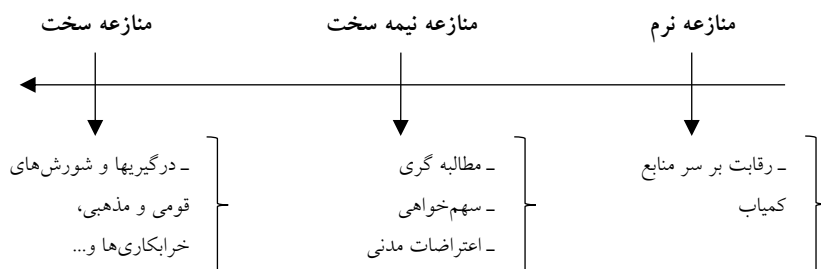 منازعه نرم
منازعه نیمه سخت
منازعه سخت
ـ رقابت بر سر منابع
کمیاب
ـ مطالبه گری
ـ سهم‌خواهی
ـ اعتراضات مدنی
ـ درگیریها و شورش‌های
قومی و مذهبی،
خرابکاری‌ها و...